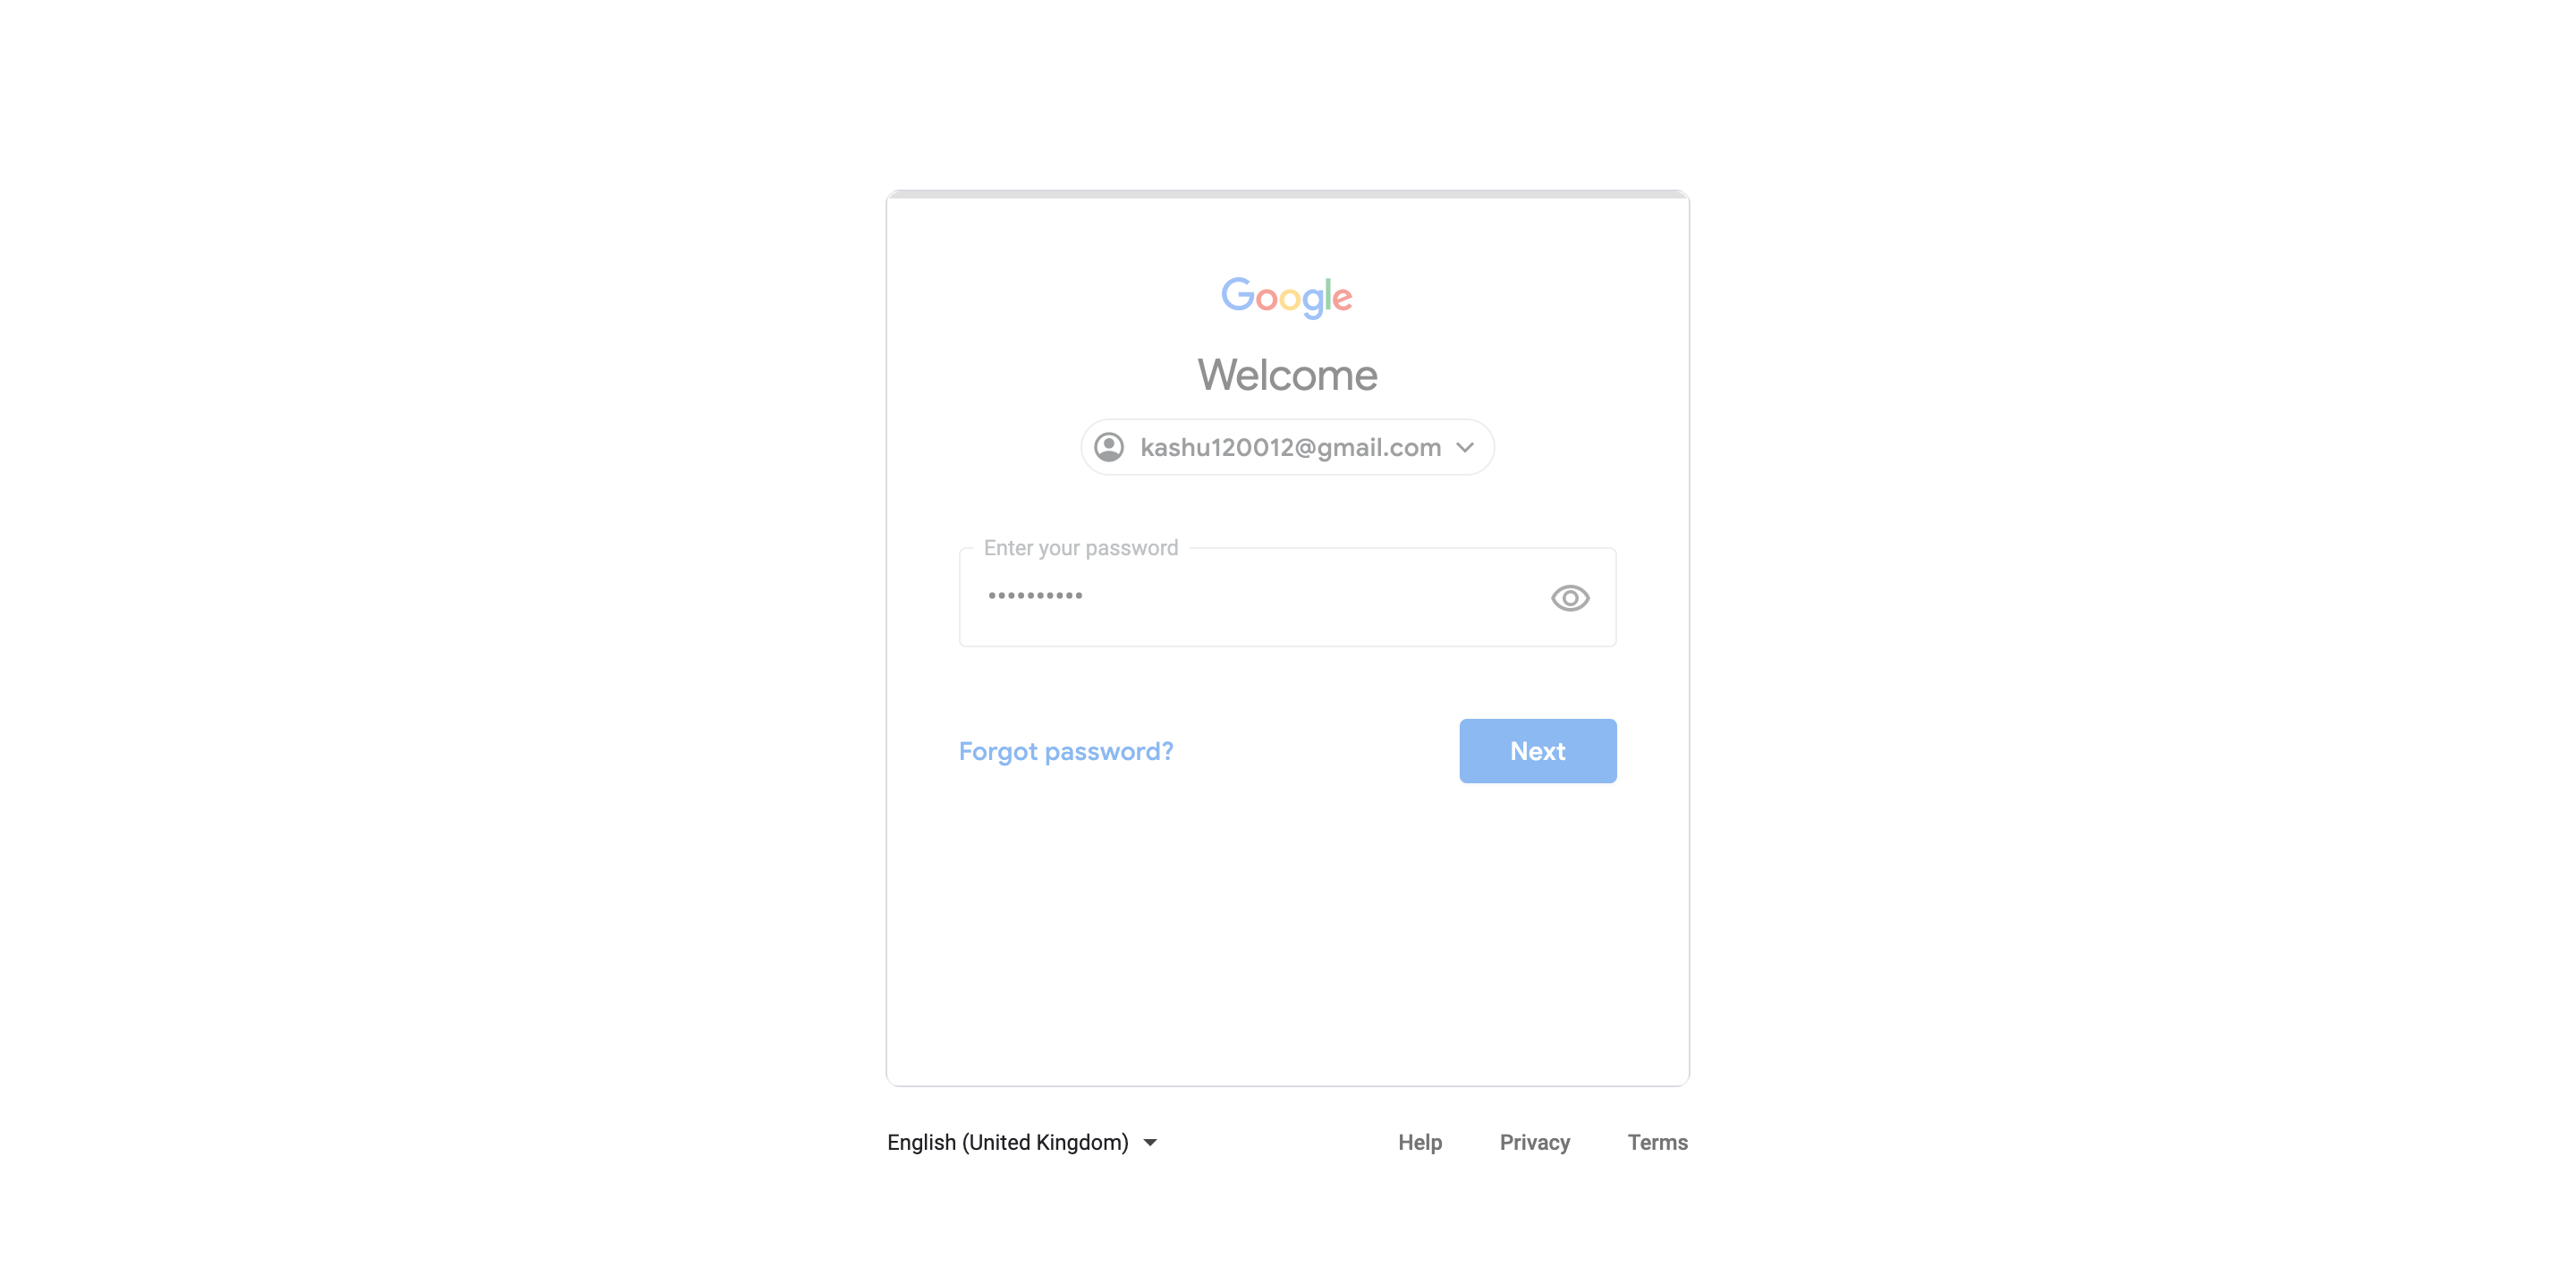 Google
Welcome
kashu120012@gmail.com
Enter your password
••••••••••
Forgot password?
Next
English (United Kingdom)
Help
Privacy
Terms